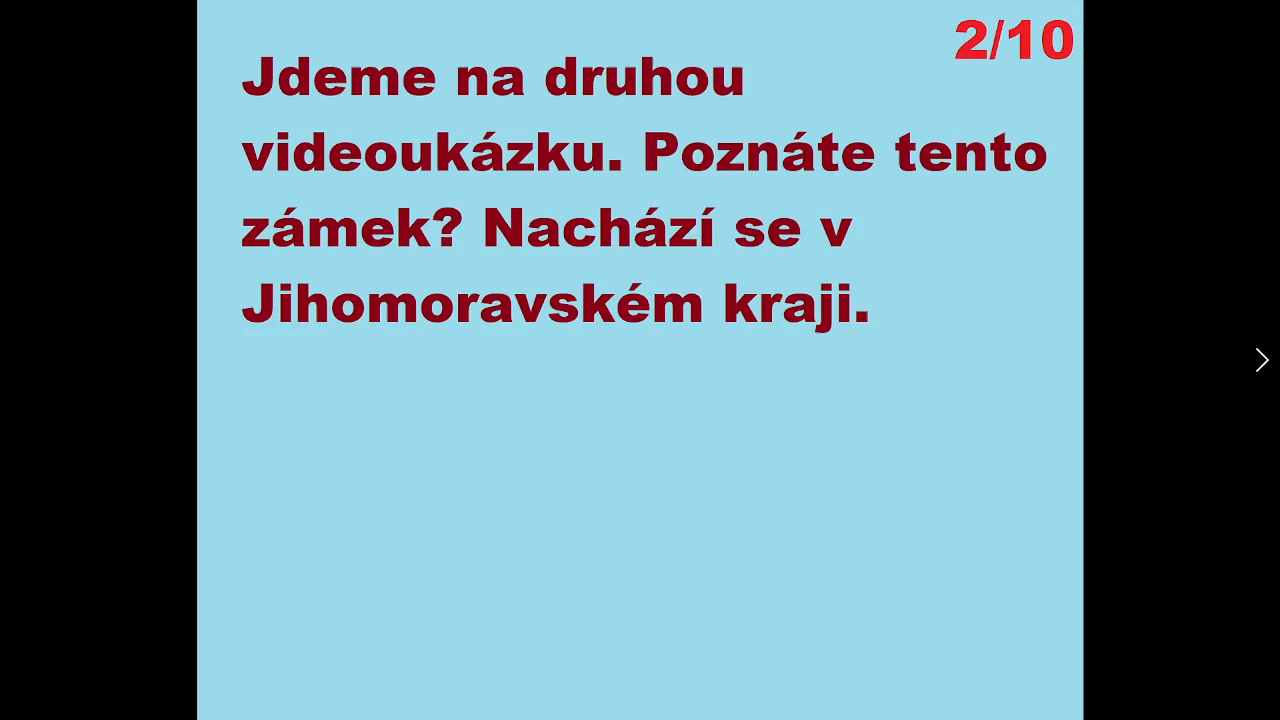 2/10
Jdeme na druhou
videoukázku. Poznáte tento
zámek? Nachází se v
Jihomoravském kraji.